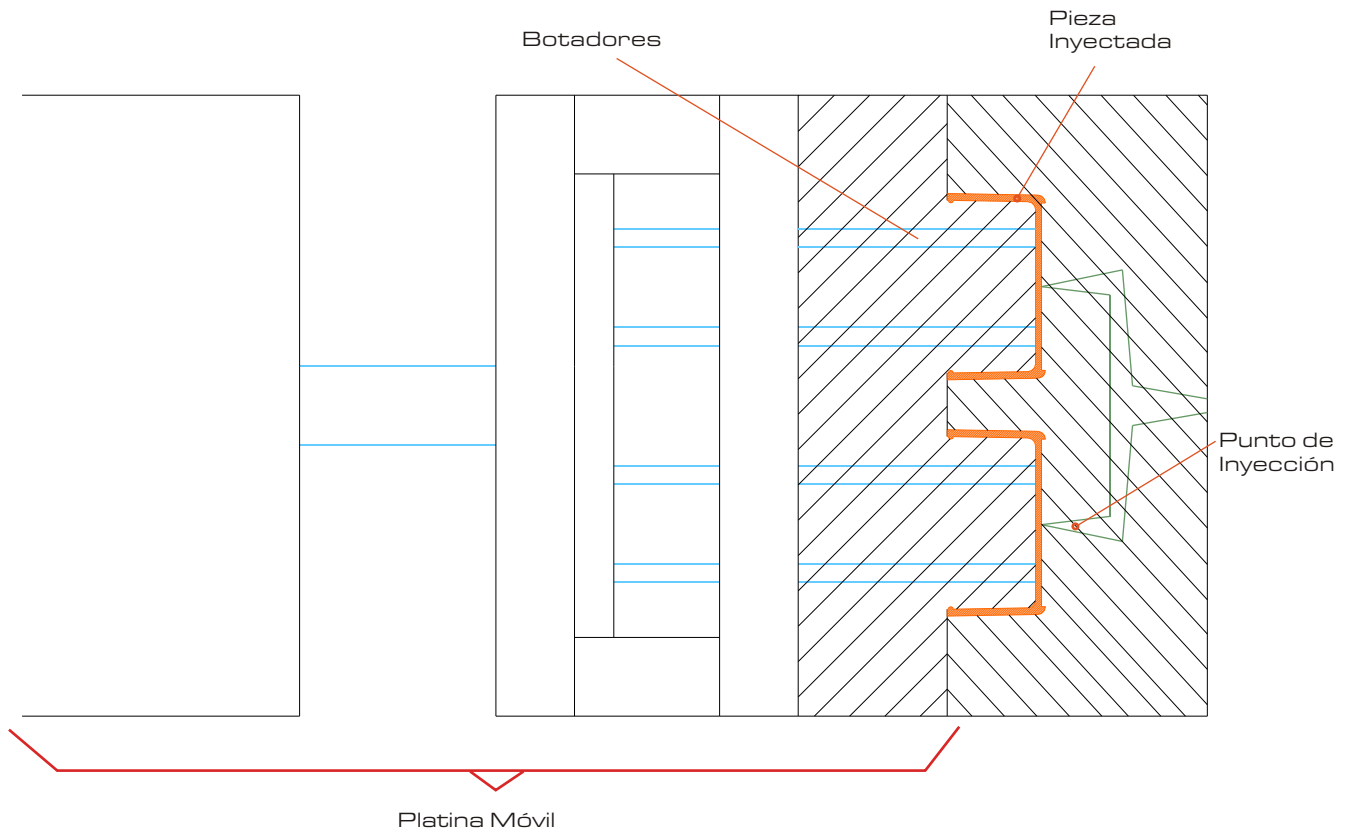 Pieza
Inyectada
Botadores
Punto de
Inyección
Platina Móvil